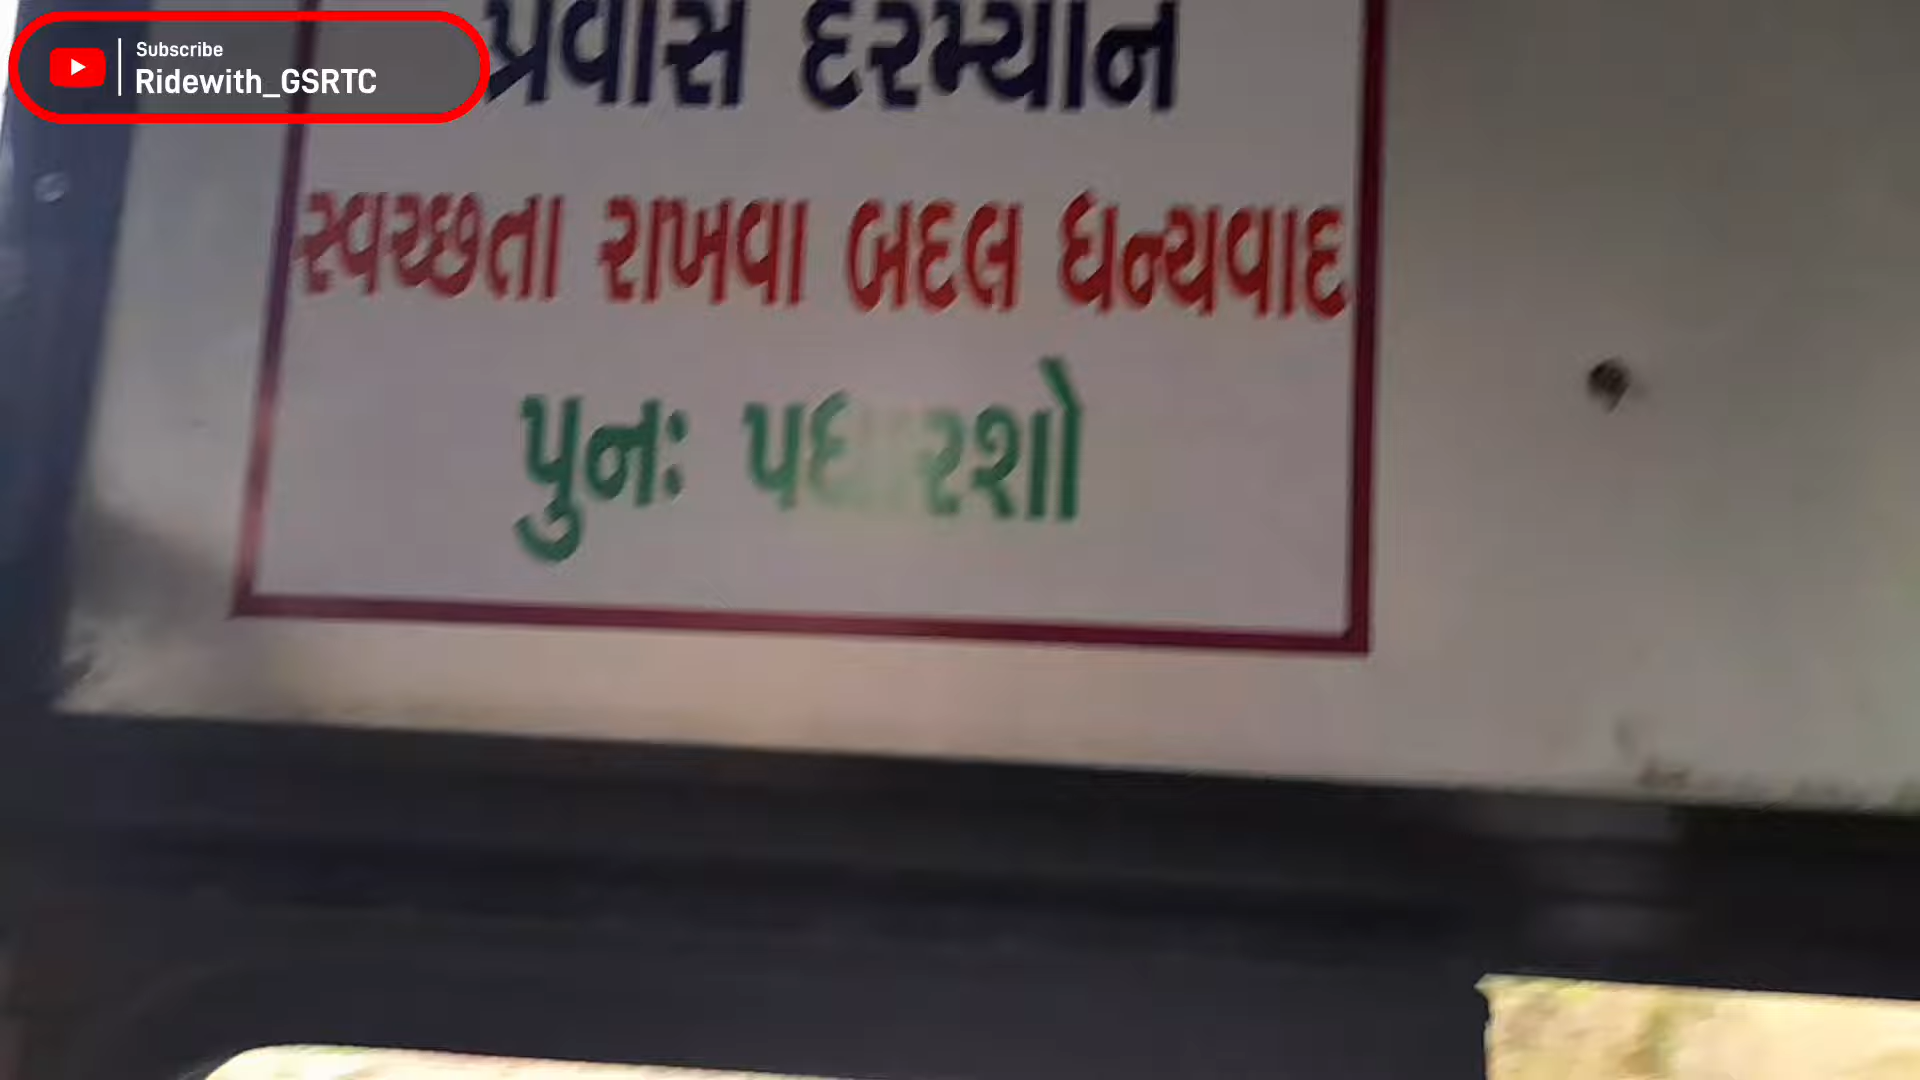 Subscribe
Ridewith_GSRTC
પ્રવાસ દરમ્યાન
સ્વચ્છતા રાખવા બદલ ધન્યવાદ
પુનઃ પધારશો